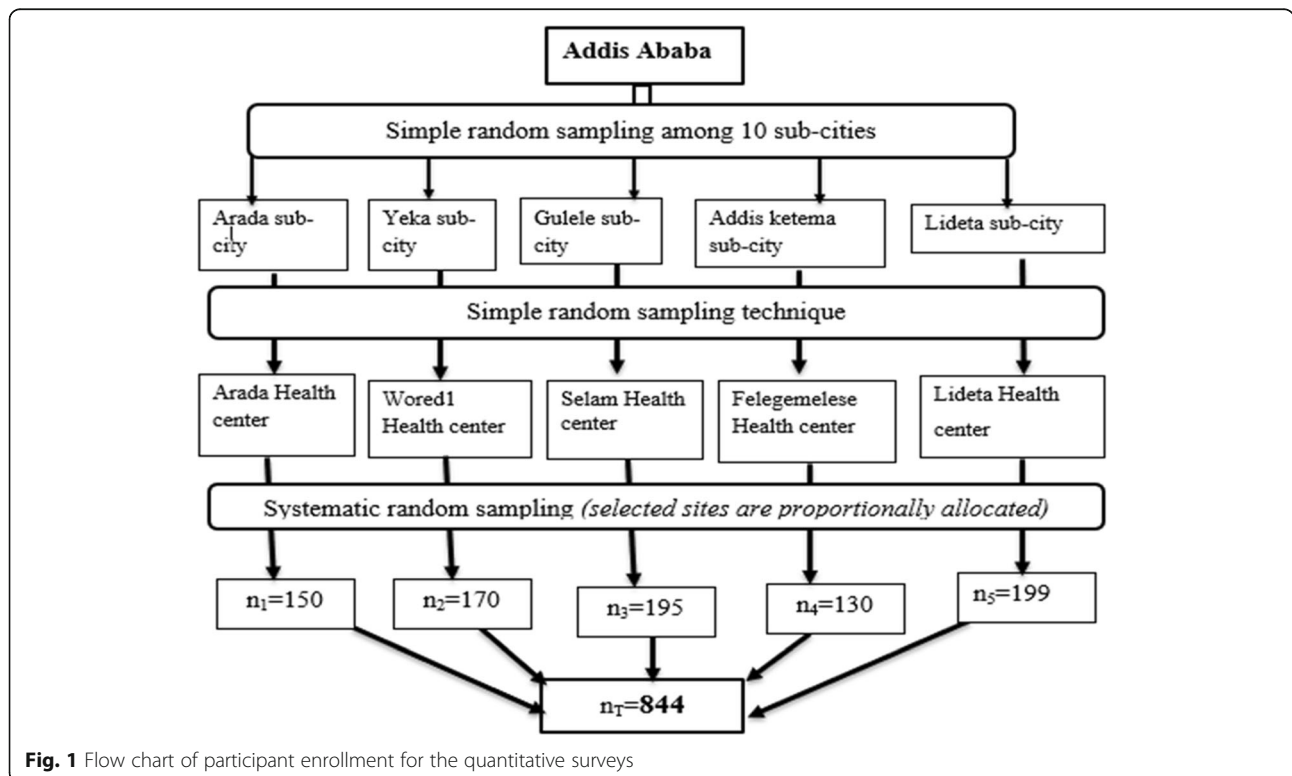 Addis Ababa
Simple random sampling among 10 sub-cities
Arada sub-
city
Yeka sub-
city
Gulele sub-
city
Addis ketema
sub-city
Lideta sub-city
Simple random sampling technique
Arada Health
center
Wored1
Health center
Selam Health
center
Felegemelese
Health center
Lideta Health
center
Systematic random sampling (selected sites are proportionally allocated)
n₁=150
n₂=170
n₃=195
n₄=130
n₅=199
n_T=844
Fig. 1 Flow chart of participant enrollment for the quantitative surveys